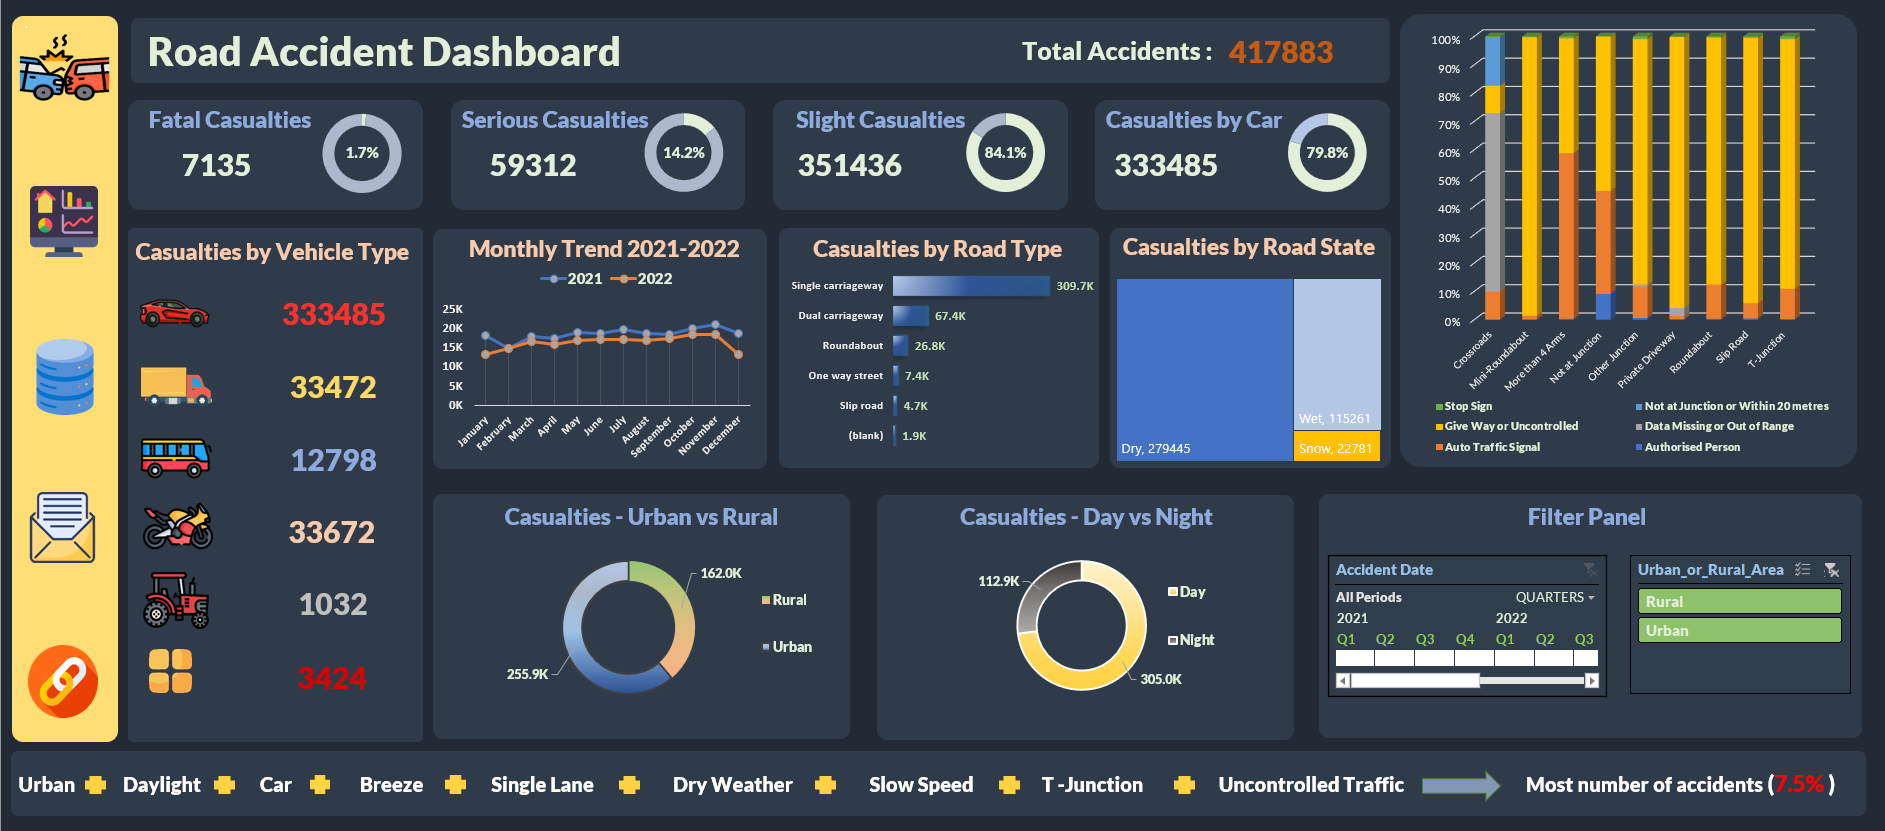 Road Accident Dashboard
Total Accidents : 417883
Fatal Casualties
7135
1.7%
Serious Casualties
59312
14.2%
Slight Casualties
351436
84.1%
Casualties by Car
333485
79.8%
Casualties by Vehicle Type
333485
33472
12798
33672
1032
3424
Monthly Trend 2021-2022
2021 2022
25K
20K
15K
10K
5K
0K
January
February
March
April
May
June
July
August
September
October
November
December
Casualties by Road Type
Single carriageway 309.7K
Dual carriageway 67.4K
Roundabout 26.8K
One way street 7.4K
Slip road 4.7K
(blank) 1.9K
Casualties by Road State
Dry, 279445
Wet, 115261
Snow, 22781
100%
90%
80%
70%
60%
50%
40%
30%
20%
10%
0%
Crossroads
Mini-Roundabout
More than 4 Arms
Not at Junction
Other Junction
Private Driveway
Roundabout
Slip Road
T-Junction
Stop Sign
Not at Junction or Within 20 metres
Give Way or Uncontrolled
Data Missing or Out of Range
Auto Traffic Signal
Authorised Person
Casualties - Urban vs Rural
162.0K
255.9K
Rural
Urban
Casualties - Day vs Night
112.9K
305.0K
Day
Night
Filter Panel
Accident Date
All Periods QUARTERS
2021 2022
Q1 Q2 Q3 Q4 Q1 Q2 Q3
Urban_or_Rural_Area
Rural
Urban
Urban Daylight Car Breeze Single Lane Dry Weather Slow Speed T -Junction Uncontrolled Traffic Most number of accidents (7.5% )